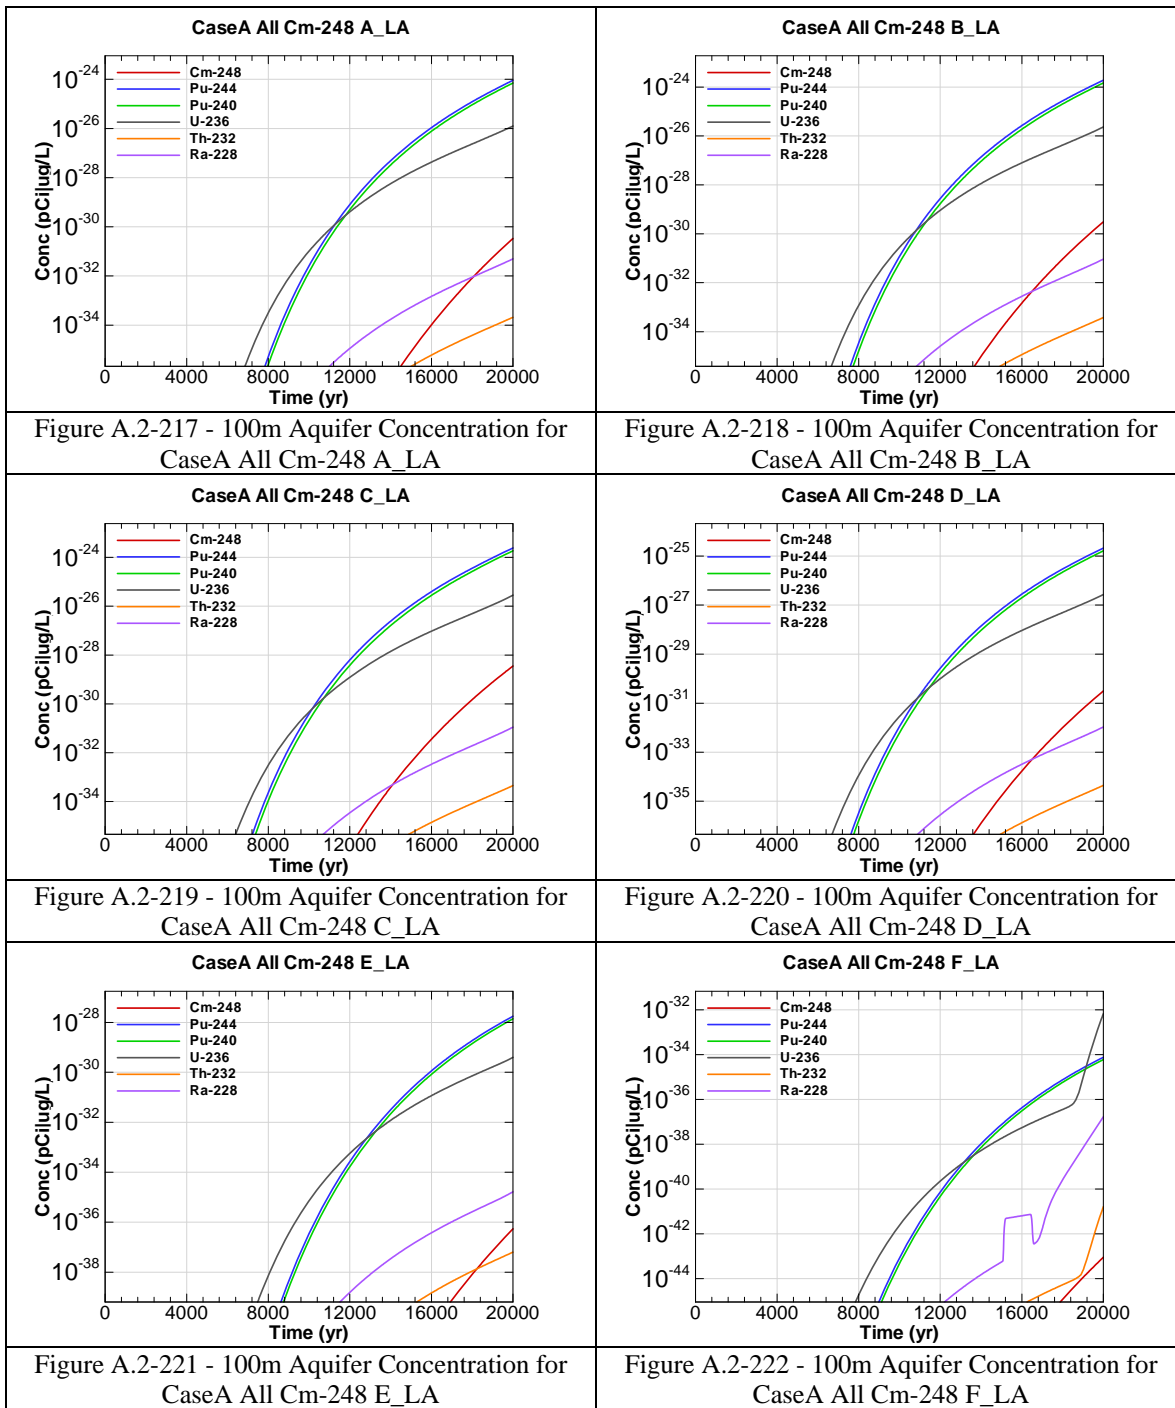 CaseA All Cm-248 A_LA
Conc (pCi|ug/L)
10-24
10-26
10-28
10-30
10-32
10-34
Cm-248
Pu-244
Pu-240
U-236
Th-232
Ra-228
0 4000 8000 12000 16000 20000
Time (yr)
Figure A.2-217 - 100m Aquifer Concentration for
CaseA All Cm-248 A_LA
CaseA All Cm-248 B_LA
Conc (pCi|ug/L)
10-24
10-26
10-28
10-30
10-32
10-34
Cm-248
Pu-244
Pu-240
U-236
Th-232
Ra-228
0 4000 8000 12000 16000 20000
Time (yr)
Figure A.2-218 - 100m Aquifer Concentration for
CaseA All Cm-248 B_LA
CaseA All Cm-248 C_LA
Conc (pCi|ug/L)
10-24
10-26
10-28
10-30
10-32
10-34
Cm-248
Pu-244
Pu-240
U-236
Th-232
Ra-228
0 4000 8000 12000 16000 20000
Time (yr)
Figure A.2-219 - 100m Aquifer Concentration for
CaseA All Cm-248 C_LA
CaseA All Cm-248 D_LA
Conc (pCi|ug/L)
10-25
10-27
10-29
10-31
10-33
10-35
Cm-248
Pu-244
Pu-240
U-236
Th-232
Ra-228
0 4000 8000 12000 16000 20000
Time (yr)
Figure A.2-220 - 100m Aquifer Concentration for
CaseA All Cm-248 D_LA
CaseA All Cm-248 E_LA
Conc (pCi|ug/L)
10-28
10-30
10-32
10-34
10-36
10-38
Cm-248
Pu-244
Pu-240
U-236
Th-232
Ra-228
0 4000 8000 12000 16000 20000
Time (yr)
Figure A.2-221 - 100m Aquifer Concentration for
CaseA All Cm-248 E_LA
CaseA All Cm-248 F_LA
Conc (pCi|ug/L)
10-32
10-34
10-36
10-38
10-40
10-42
10-44
Cm-248
Pu-244
Pu-240
U-236
Th-232
Ra-228
0 4000 8000 12000 16000 20000
Time (yr)
Figure A.2-222 - 100m Aquifer Concentration for
CaseA All Cm-248 F_LA